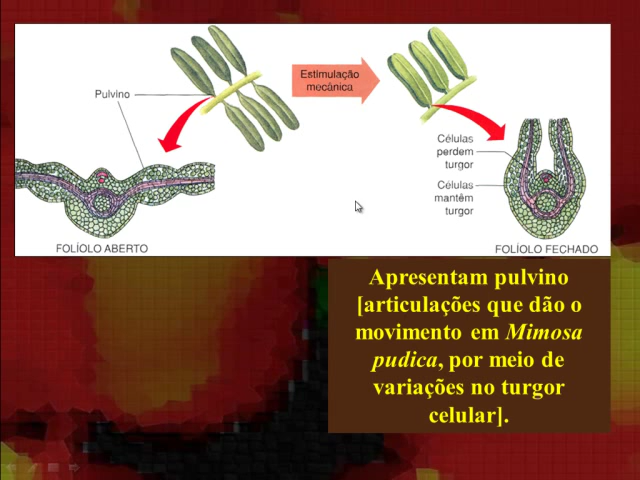 Pulvino
Estimulação
mecânica
Células
perdem
turgor
Células
mantêm
turgor
FOLÍOLO ABERTO
FOLÍOLO FECHADO
Apresentam pulvino
[articulações que dão o
movimento em Mimosa
pudica, por meio de
variações no turgor
celular].